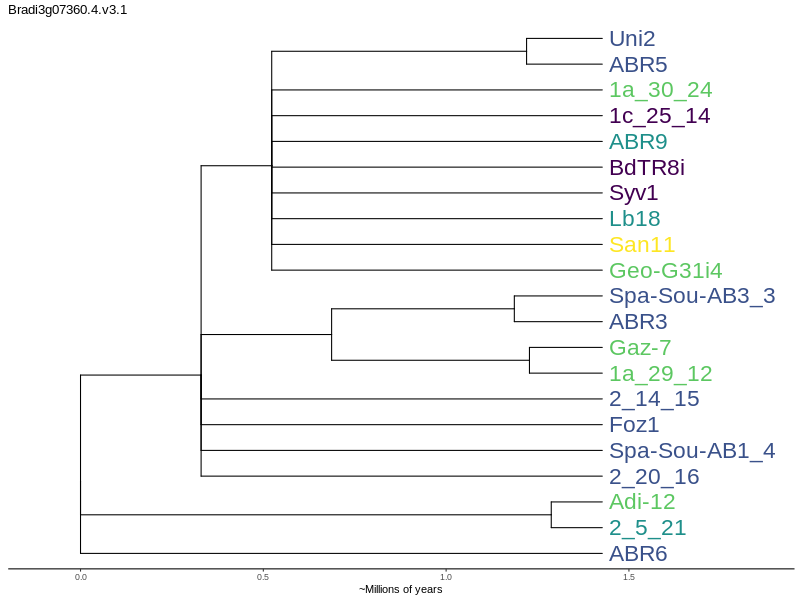 Bradi3g07360.4.v3.1
Uni2
ABR5
1a_30_24
1c_25_14
ABR9
BdTR8i
Syv1
Lb18
San11
Geo-G31i4
Spa-Sou-AB3_3
ABR3
Gaz-7
1a_29_12
2_14_15
Foz1
Spa-Sou-AB1_4
2_20_16
Adi-12
2_5_21
ABR6
0.0 0.5 1.0 1.5
~Millions of years